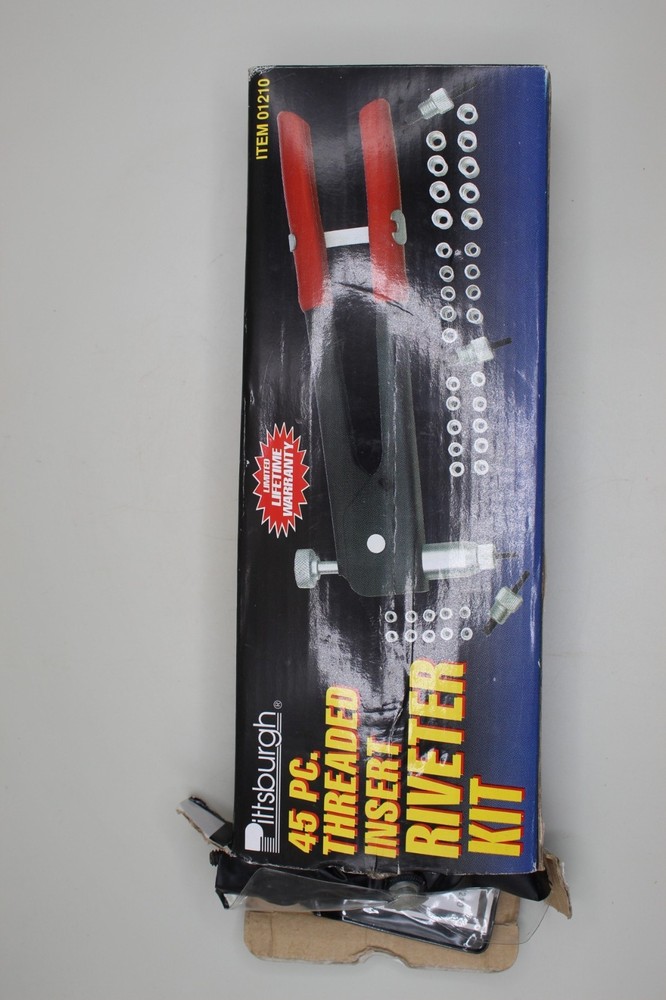 ITEM 01210
LIMITED
LIFETIME
WARRANTY
Pittsburgh®
45 PC.
THREADED
INSERT
RIVETER
KIT